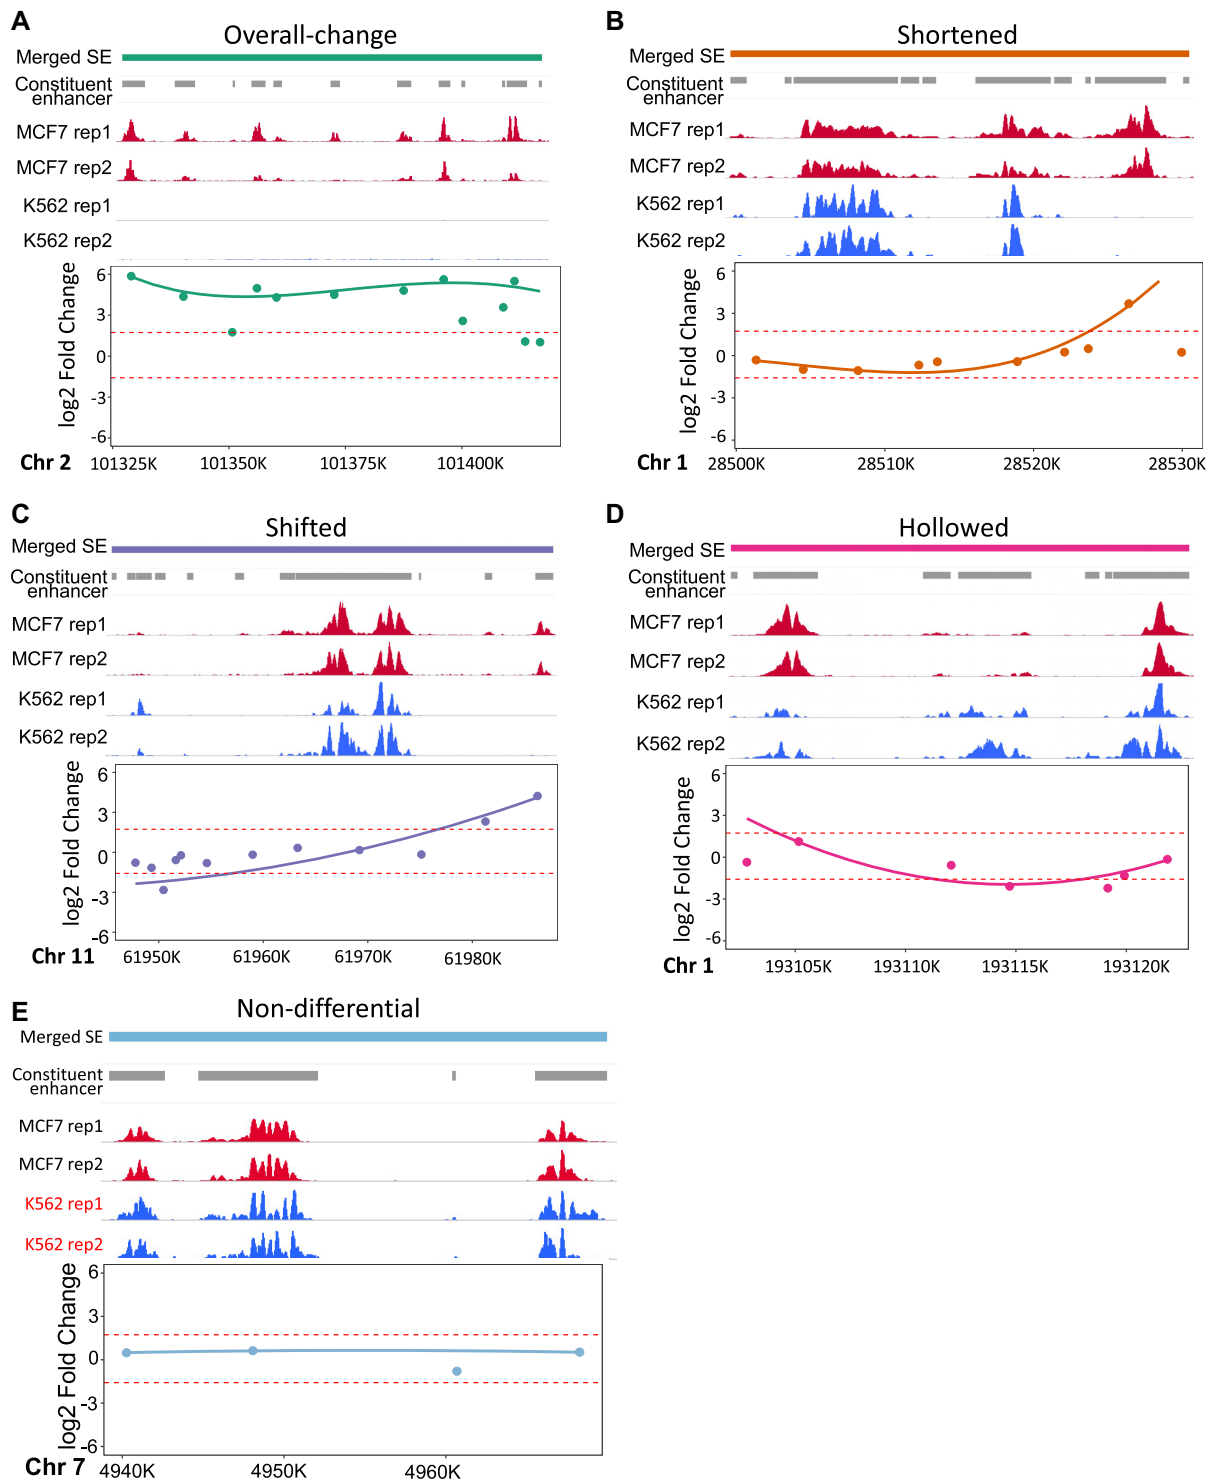 A
Overall-change
Merged SE
Constituent
enhancer
MCF7 rep1
MCF7 rep2
K562 rep1
K562 rep2
log2 Fold Change
6
3
0
-3
-6
Chr 2
101325K
101350K
101375K
101400K
B
Shortened
Merged SE
Constituent
enhancer
MCF7 rep1
MCF7 rep2
K562 rep1
K562 rep2
log2 Fold Change
6
3
0
-3
-6
Chr 1
28500K
28510K
28520K
28530K
C
Shifted
Merged SE
Constituent
enhancer
MCF7 rep1
MCF7 rep2
K562 rep1
K562 rep2
log2 Fold Change
6
3
0
-3
-6
Chr 11
61950K
61960K
61970K
61980K
D
Hollowed
Merged SE
Constituent
enhancer
MCF7 rep1
MCF7 rep2
K562 rep1
K562 rep2
log2 Fold Change
6
3
0
-3
-6
Chr 1
193105K
193110K
193115K
193120K
E
Non-differential
Merged SE
Constituent
enhancer
MCF7 rep1
MCF7 rep2
K562 rep1
K562 rep2
log2 Fold Change
6
3
0
-3
-6
Chr 7
4940K
4950K
4960K